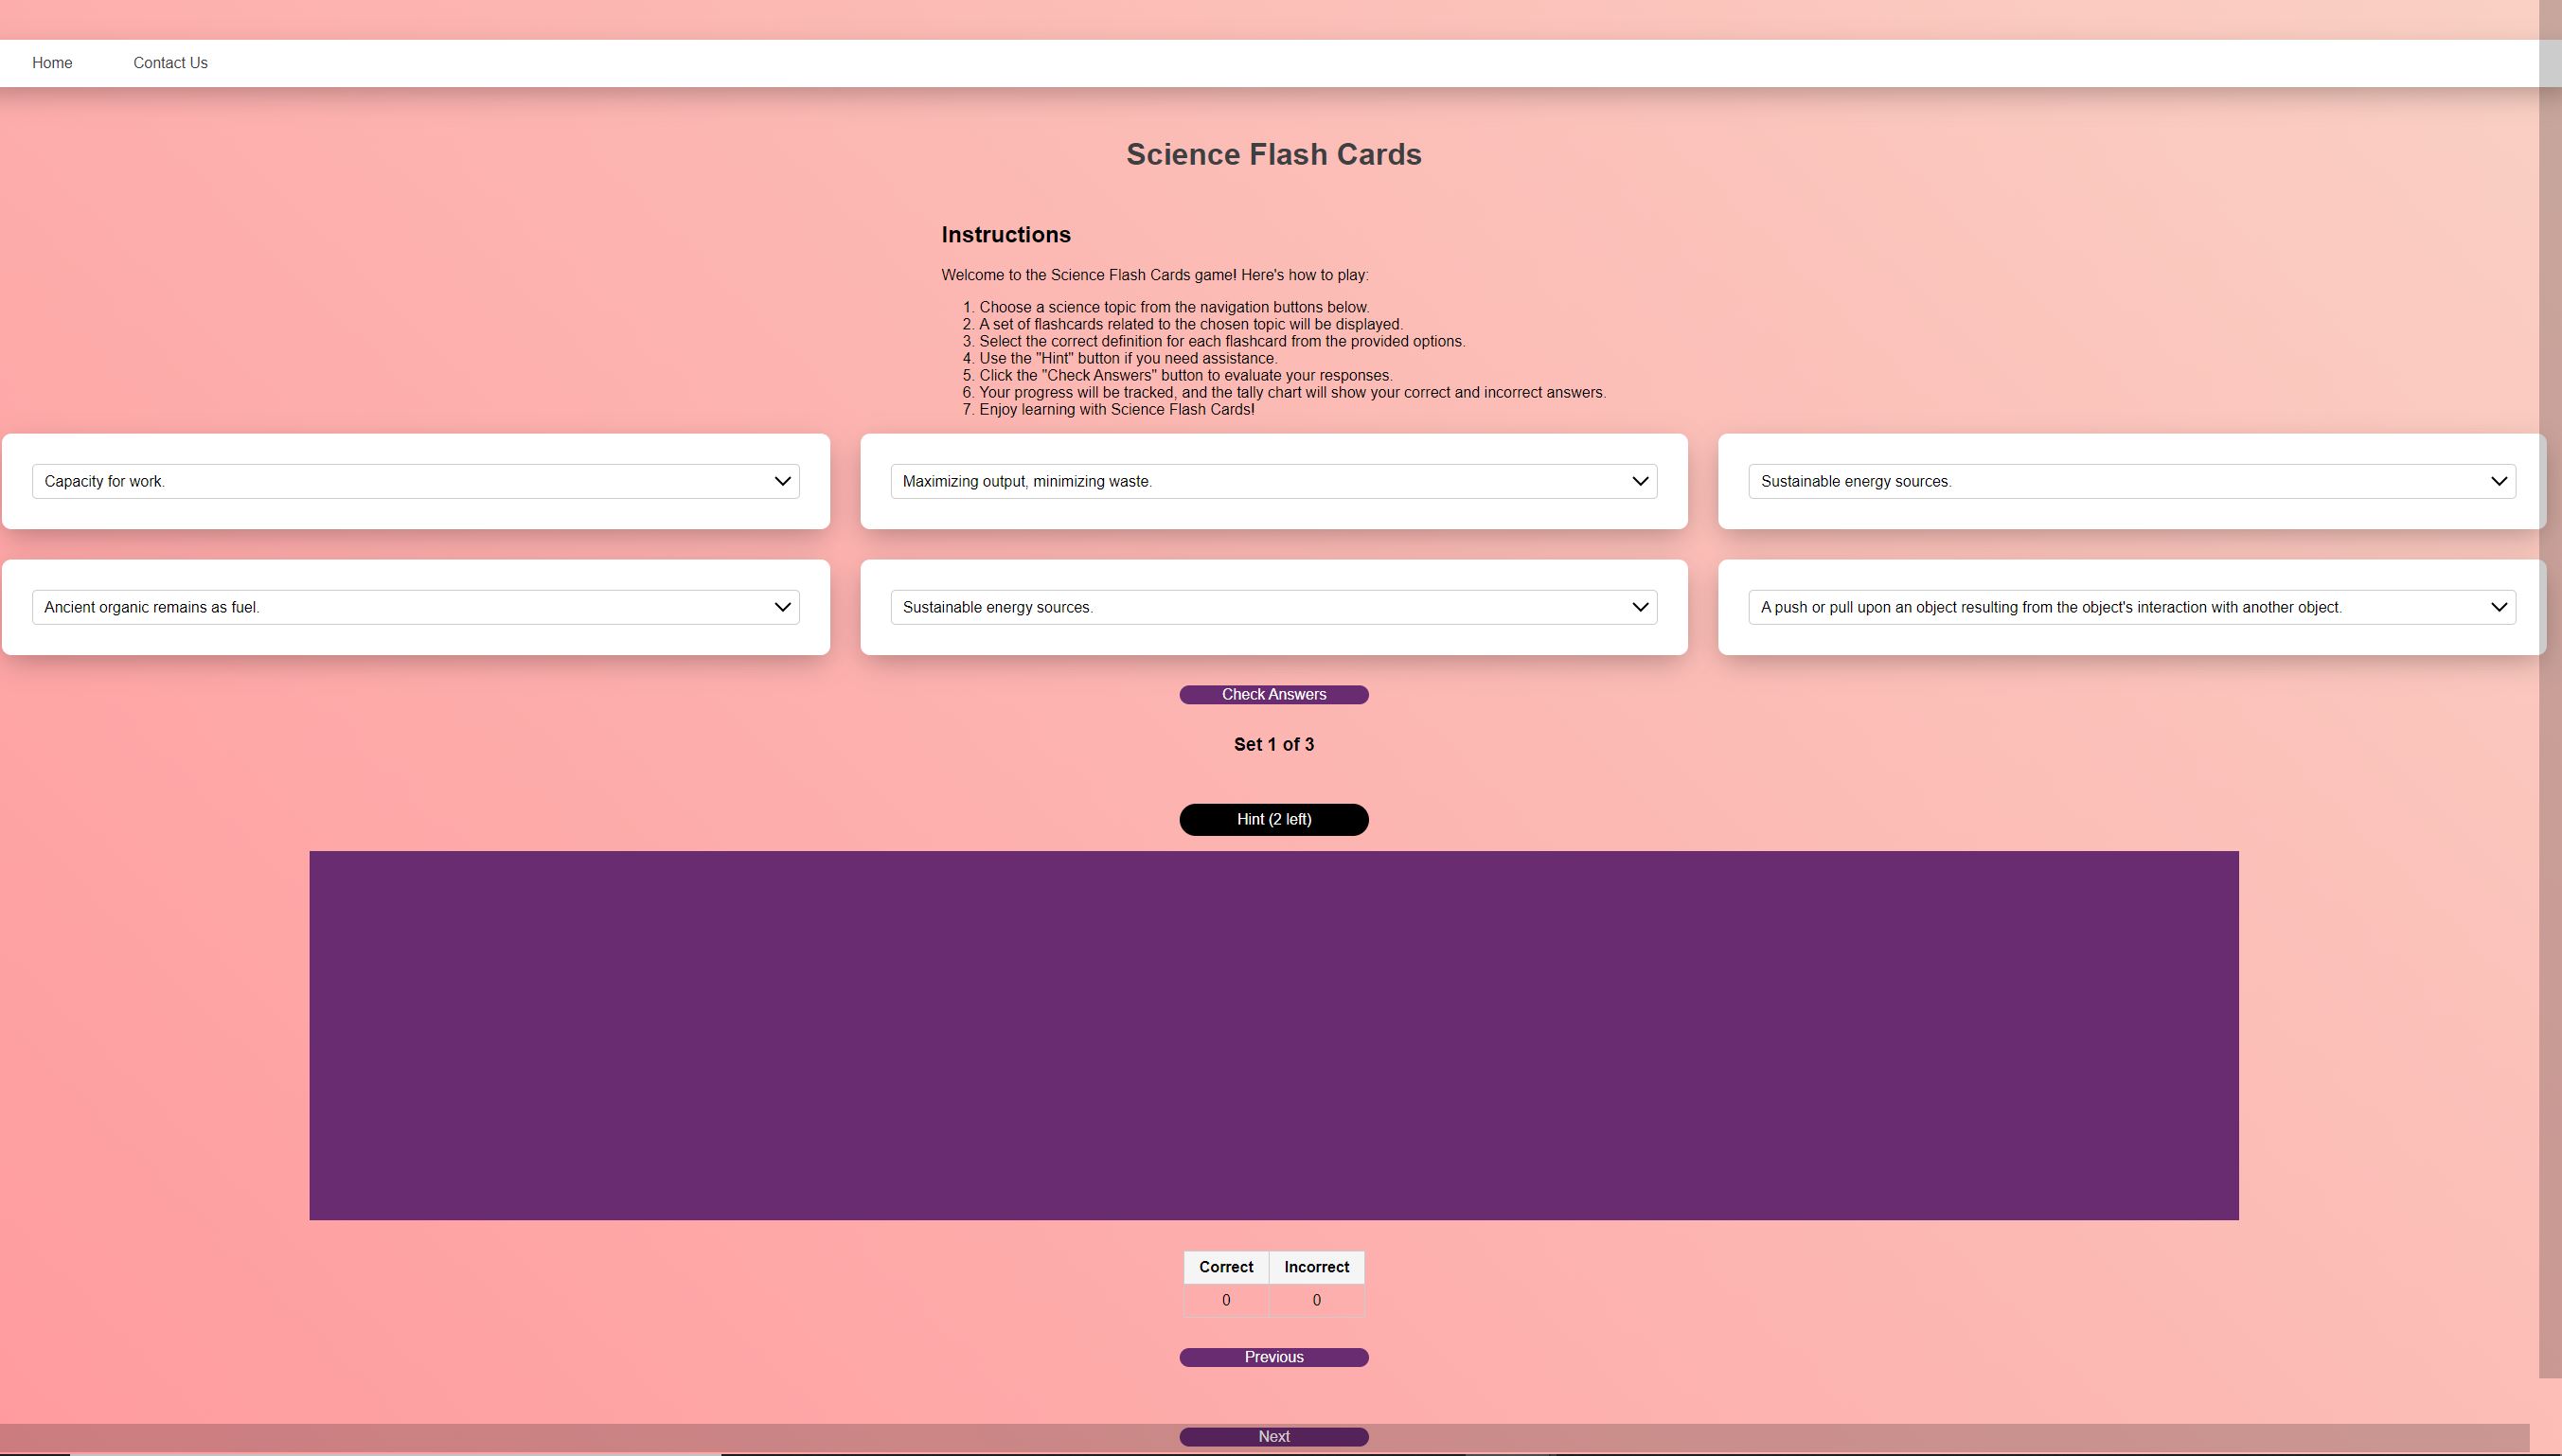 Home Contact Us
Science Flash Cards
Instructions
Welcome to the Science Flash Cards game! Here's how to play:
1. Choose a science topic from the navigation buttons below.
2. A set of flashcards related to the chosen topic will be displayed.
3. Select the correct definition for each flashcard from the provided options.
4. Use the "Hint" button if you need assistance.
5. Click the "Check Answers" button to evaluate your responses.
6. Your progress will be tracked, and the tally chart will show your correct and incorrect answers.
7. Enjoy learning with Science Flash Cards!
Capacity for work. Maximizing output, minimizing waste. Sustainable energy sources.
Ancient organic remains as fuel. Sustainable energy sources. A push or pull upon an object resulting from the object's interaction with another object.
Check Answers
Set 1 of 3
Hint (2 left)
Correct Incorrect
0 0
Previous
Next